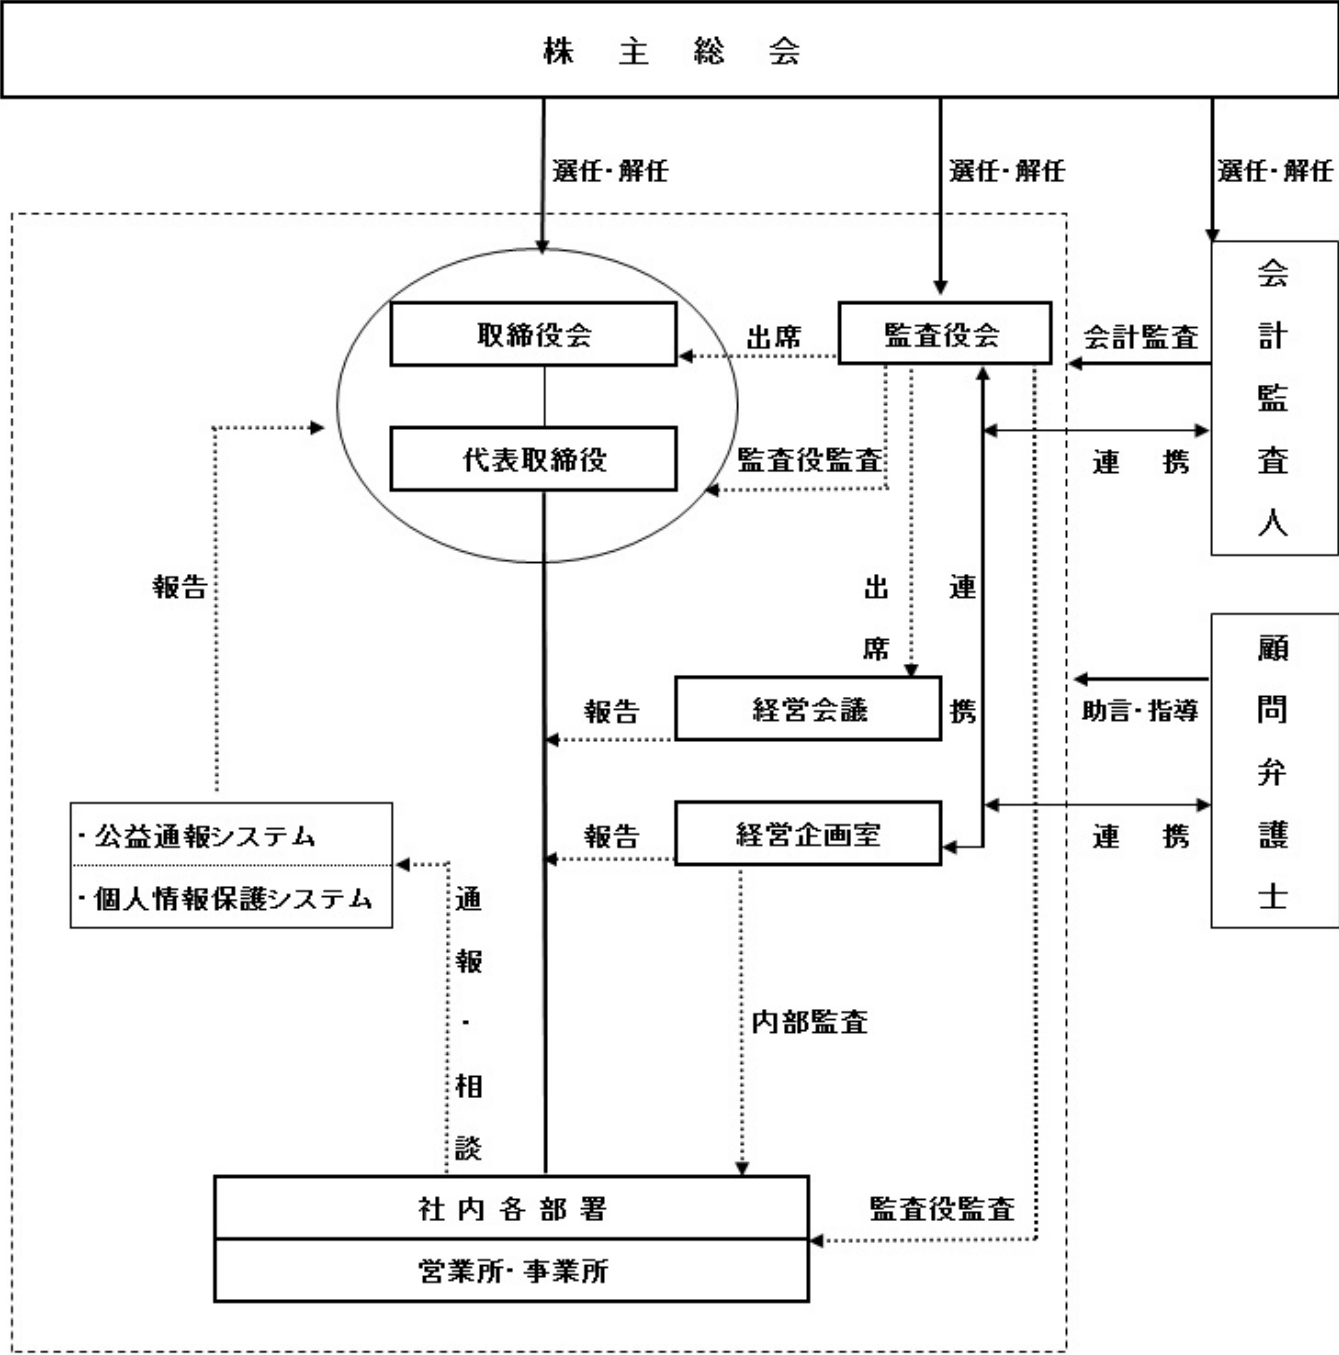 株主総会
選任・解任
選任・解任
選任・解任
取締役会
出席
監査役会
会計監査
会計監査人
代表取締役
監査役監査
連携
報告
出席
連携
顧問弁護士
報告
経営会議
助言・指導
・公益通報システム
・個人情報保護システム
報告
経営企画室
連携
通報・相談
内部監査
社内各部署
監査役監査
営業所・事業所